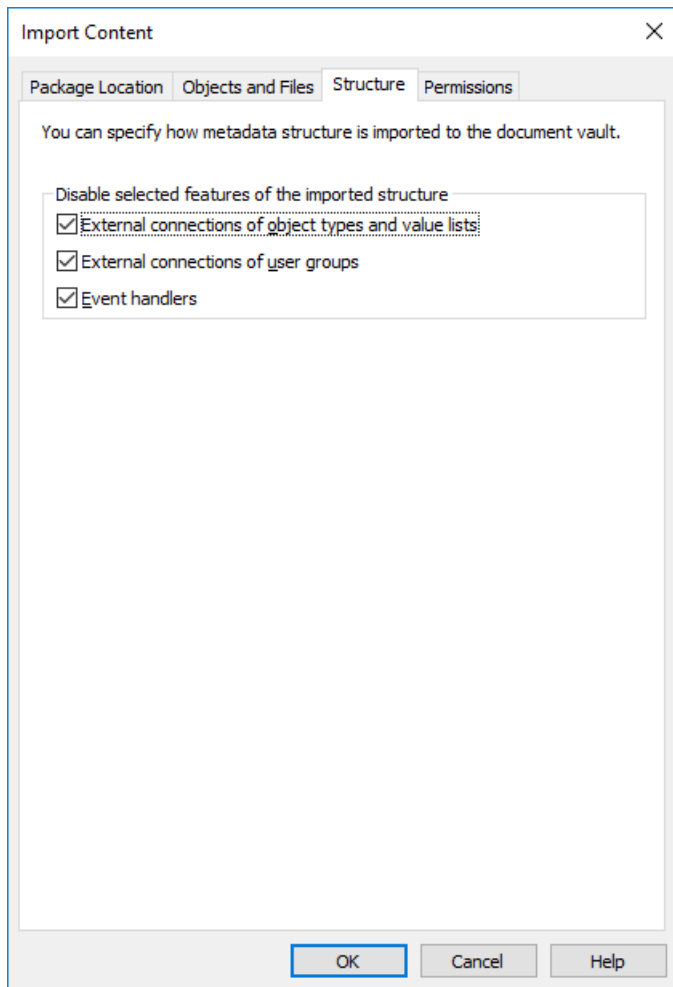 Import Content
Package Location Objects and Files Structure Permissions
You can specify how metadata structure is imported to the document vault.
Disable selected features of the imported structure
External connections of object types and value lists
External connections of user groups
Event handlers
OK Cancel Help